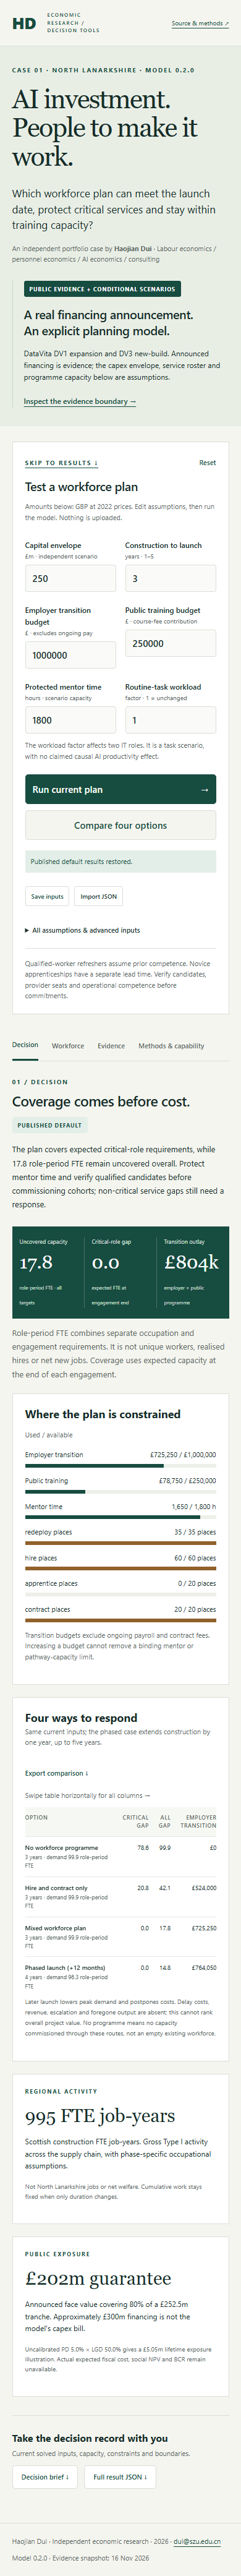 HD
ECONOMIC
RESEARCH /
DECISION TOOLS
Source & methods ↗
CASE 01 · NORTH LANARKSHIRE · MODEL 0.2.0
AI investment.
People to make it
work.
Which workforce plan can meet the launch
date, protect critical services and stay within
training capacity?
An independent portfolio case by Haojian Dui · Labour economics /
personnel economics / AI economics / consulting
PUBLIC EVIDENCE + CONDITIONAL SCENARIOS
A real financing announcement.
An explicit planning model.
DataVita DV1 expansion and DV3 new-build. Announced
financing is evidence; the capex envelope, service roster and
programme capacity below are assumptions.
Inspect the evidence boundary →
SKIP TO RESULTS ↓
Reset
Test a workforce plan
Amounts below: GBP at 2022 prices. Edit assumptions, then run
the model. Nothing is uploaded.
Capital envelope
£m · independent scenario
250
Construction to launch
years · 1–5
3
Employer transition
budget
£ · excludes ongoing pay
1000000
Public training budget
£ · course-fee contribution
250000
Protected mentor time
hours · scenario capacity
1800
Routine-task workload
factor · 1 = unchanged
1
The workload factor affects two IT roles. It is a task scenario,
with no claimed causal AI productivity effect.
Run current plan →
Compare four options
Published default results restored.
Save inputs
Import JSON
▶ All assumptions & advanced inputs
Qualified-worker refreshers assume prior competence. Novice
apprenticeships have a separate lead time. Verify candidates,
provider seats and operational competence before
commitments.
Decision
Workforce
Evidence
Methods & capability
01 / DECISION
Coverage comes before cost.
PUBLISHED DEFAULT
The plan covers expected critical-role requirements, while
17.8 role-period FTE remain uncovered overall. Protect
mentor time and verify qualified candidates before
commissioning cohorts; non-critical service gaps still need a
response.
Uncovered capacity
17.8
role-period FTE · all
targets
Critical-role gap
0.0
expected FTE at
engagement end
Transition outlay
£804k
employer + public
programme
Role-period FTE combines separate occupation and
engagement requirements. It is not unique workers, realised
hires or net new jobs. Coverage uses expected capacity at
the end of each engagement.
Where the plan is constrained
Used / available
Employer transition £725,250 / £1,000,000
Public training £78,750 / £250,000
Mentor time 1,650 / 1,800 h
redeploy places 35 / 35 places
hire places 60 / 60 places
apprentice places 0 / 20 places
contract places 20 / 20 places
Transition budgets exclude ongoing payroll and contract fees.
Increasing a budget cannot remove a binding mentor or
pathway-capacity limit.
Four ways to respond
Same current inputs; the phased case extends construction by
one year, up to five years.
Export comparison ↓
Swipe table horizontally for all columns →
OPTION CRITICAL GAP ALL GAP EMPLOYER TRANSITION
No workforce programme 78.6 99.9 £0
3 years · demand 99.9 role-period
FTE
Hire and contract only 20.8 42.1 £524,000
3 years · demand 99.9 role-period
FTE
Mixed workforce plan 0.0 17.8 £725,250
3 years · demand 99.9 role-period
FTE
Phased launch (+12 months) 0.0 14.8 £764,050
4 years · demand 96.3 role-period
FTE
Later launch lowers peak demand and postpones costs. Delay costs,
revenue, escalation and foregone output are absent; this cannot rank
overall project value. No programme means no capacity
committed through these routes, not an empty existing workforce.
REGIONAL ACTIVITY
995 FTE job-years
Scottish construction FTE job-years. Gross Type I activity
across the supply chain, with phase-specific occupational
assumptions.
Not North Lanarkshire jobs or net welfare. Cumulative work stays
fixed when only duration changes.
PUBLIC EXPOSURE
£202m guarantee
Announced face value covering 80% of a £252.5m
tranche. Approximately £300m financing is not the
model's capex bill.
Uncalibrated PD 5.0% × LGD 50.0% gives a £5.05m lifetime exposure
illustration. Actual expected fiscal cost, social NPV and BCR remain
unavailable.
Take the decision record with you
Current solved inputs, capacity, constraints and boundaries.
Decision brief ↓
Full result JSON ↓
Haojian Dui · Independent economic research · 2026 · dui@szu.edu.cn
Model 0.2.0 · Evidence snapshot: 16 Nov 2026